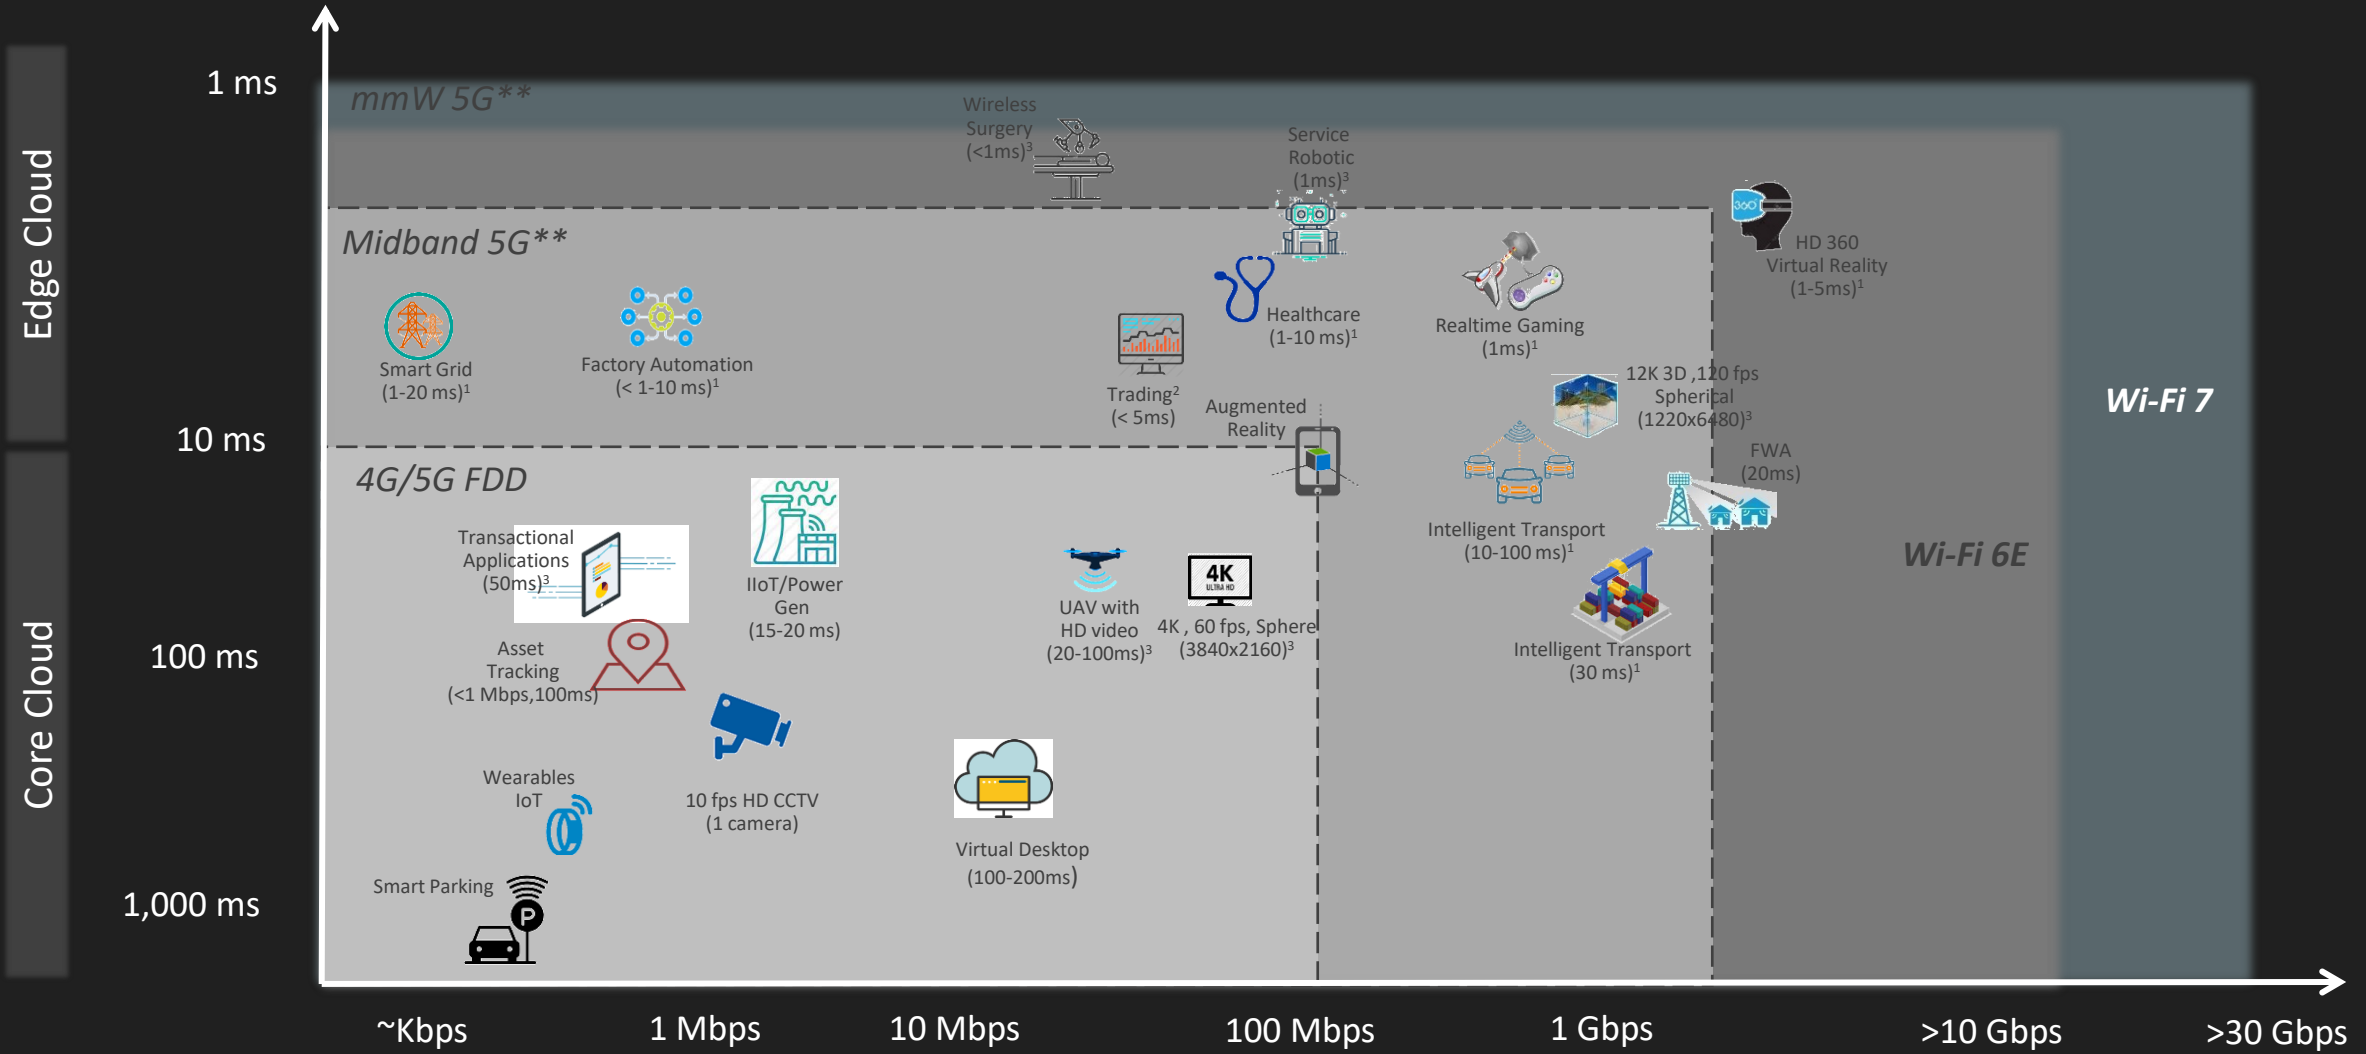 1 ms
10 ms
100 ms
1,000 ms
Edge Cloud
Core Cloud
mmW 5G**
Wireless
Surgery
(<1ms)3
Service
Robotic
(1ms)3
360
HD 360
Virtual Reality
(1-5ms)1
Midband 5G**
Smart Grid
(1-20 ms)1
Factory Automation
(< 1-10 ms)1
Trading2
(< 5ms)
Healthcare
(1-10 ms)1
Realtime Gaming
(1ms)1
12K 3D ,120 fps
Spherical
(1220x6480)3
Augmented
Reality
Wi-Fi 7
FWA
(20ms)
Wi-Fi 6E
4G/5G FDD
Transactional
Applications
(50ms)3
IIoT/Power
Gen
(15-20 ms)
UAV with
HD video
(20-100ms)3
4K
ULTRA HD
4K , 60 fps, Sphere
(3840x2160)3
Intelligent Transport
(10-100 ms)1
Intelligent Transport
(30 ms)1
Asset
Tracking
(<1 Mbps,100ms)
Wearables
IoT
10 fps HD CCTV
(1 camera)
Virtual Desktop
(100-200ms)
Smart Parking
P
~Kbps
1 Mbps
10 Mbps
100 Mbps
1 Gbps
>10 Gbps
>30 Gbps